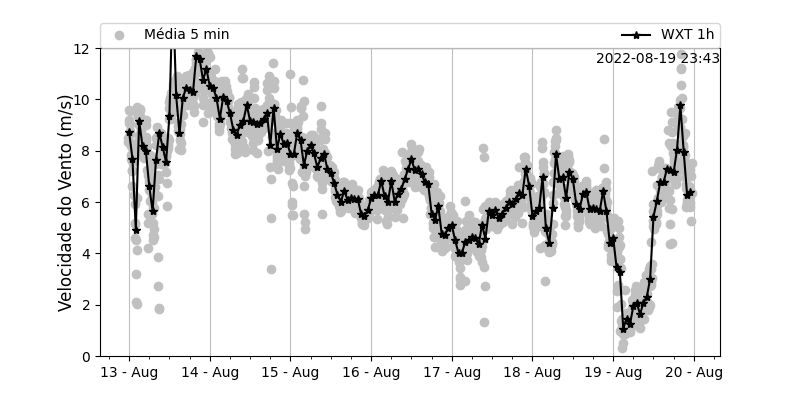 Média 5 min
WXT 1h
2022-08-19 23:43
Velocidade do Vento (m/s)
12
10
8
6
4
2
0
13 - Aug
14 - Aug
15 - Aug
16 - Aug
17 - Aug
18 - Aug
19 - Aug
20 - Aug